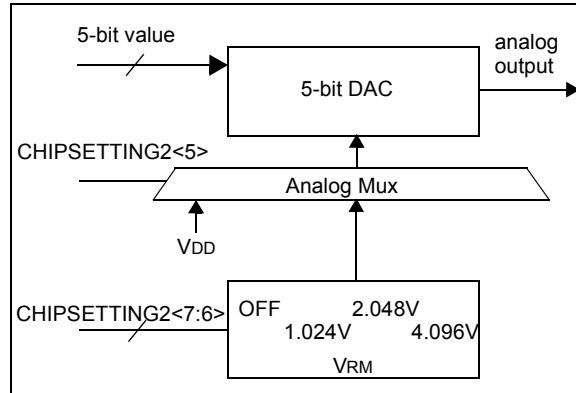 5-bit value
analog
output
5-bit DAC
CHIPSETTING2<5>
Analog Mux
VDD
CHIPSETTING2<7:6>
OFF 2.048V
1.024V 4.096V
VRM